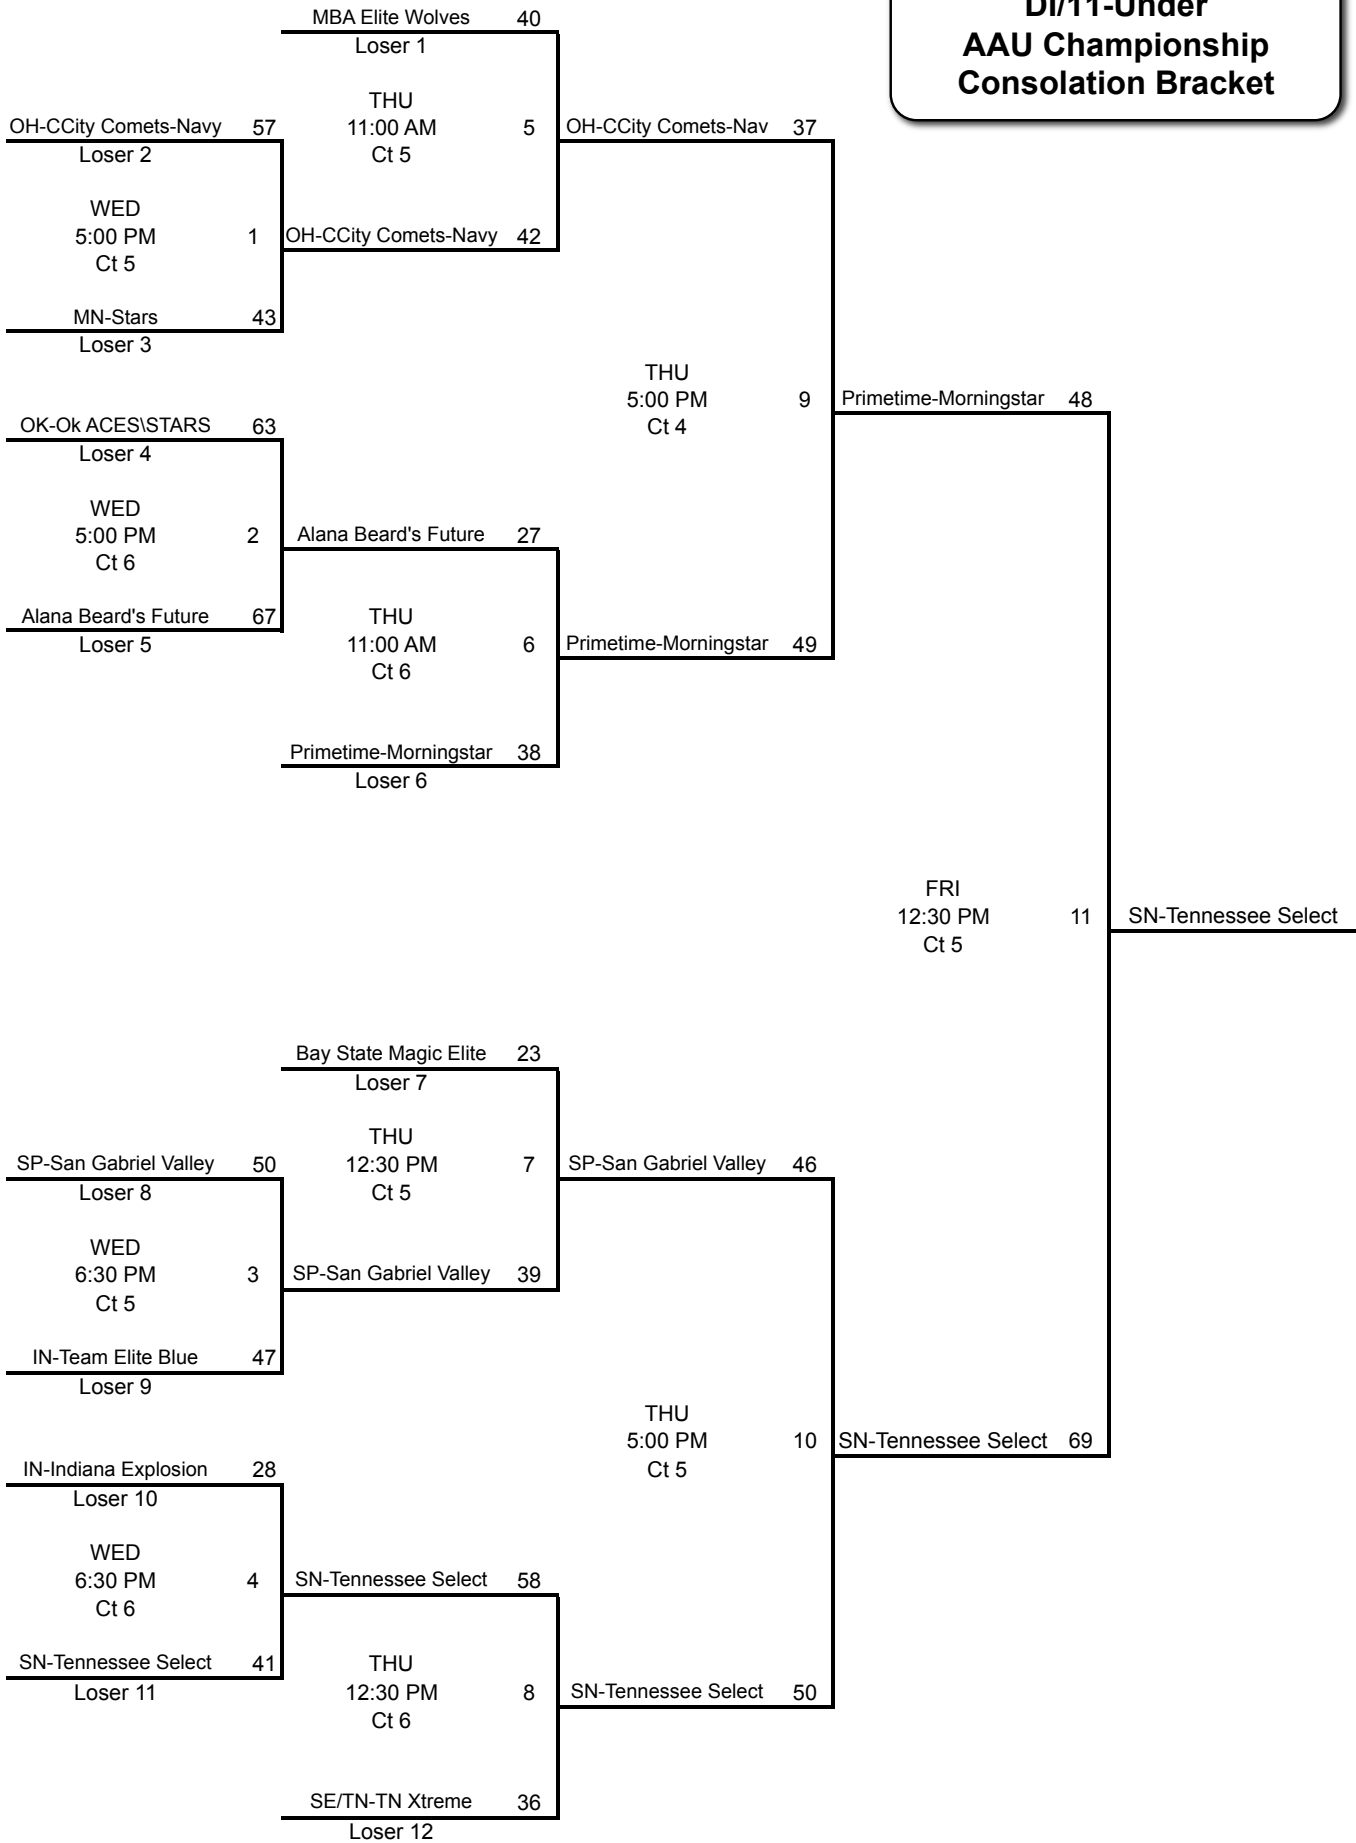 DI/11-Under
AAU Championship
Consolation Bracket
MBA Elite Wolves 40
Loser 1
THU
11:00 AM 5
Ct 5
OH-CCity Comets-Nav 37
OH-CCity Comets-Navy 57
Loser 2
WED
5:00 PM 1
Ct 5
OH-CCity Comets-Navy 42
MN-Stars 43
Loser 3
THU
5:00 PM 9
Ct 4
Primetime-Morningstar 48
OK-Ok ACES\STARS 63
Loser 4
WED
5:00 PM 2
Ct 6
Alana Beard's Future 27
Alana Beard's Future 67
Loser 5
THU
11:00 AM 6
Ct 6
Primetime-Morningstar 49
Primetime-Morningstar 38
Loser 6
FRI
12:30 PM 11
Ct 5
SN-Tennessee Select
Bay State Magic Elite 23
Loser 7
THU
12:30 PM 7
Ct 5
SP-San Gabriel Valley 46
SP-San Gabriel Valley 50
Loser 8
WED
6:30 PM 3
Ct 5
SP-San Gabriel Valley 39
IN-Team Elite Blue 47
Loser 9
THU
5:00 PM 10
Ct 5
SN-Tennessee Select 69
IN-Indiana Explosion 28
Loser 10
WED
6:30 PM 4
Ct 6
SN-Tennessee Select 58
SN-Tennessee Select 41
Loser 11
THU
12:30 PM 8
Ct 6
SN-Tennessee Select 50
SE/TN-TN Xtreme 36
Loser 12